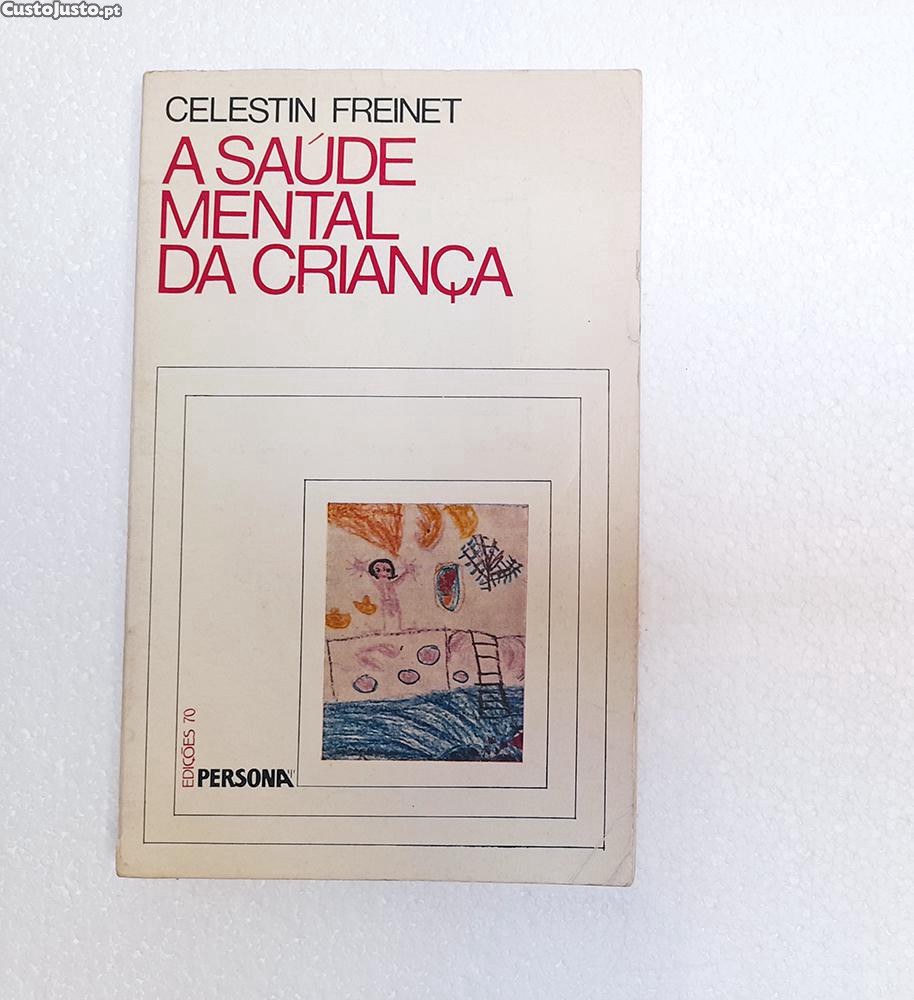 CustoJusto.pt
CELESTIN FREINET
A SAÚDE
MENTAL
DA CRIANÇA
EDIÇÕES 70
PERSONA